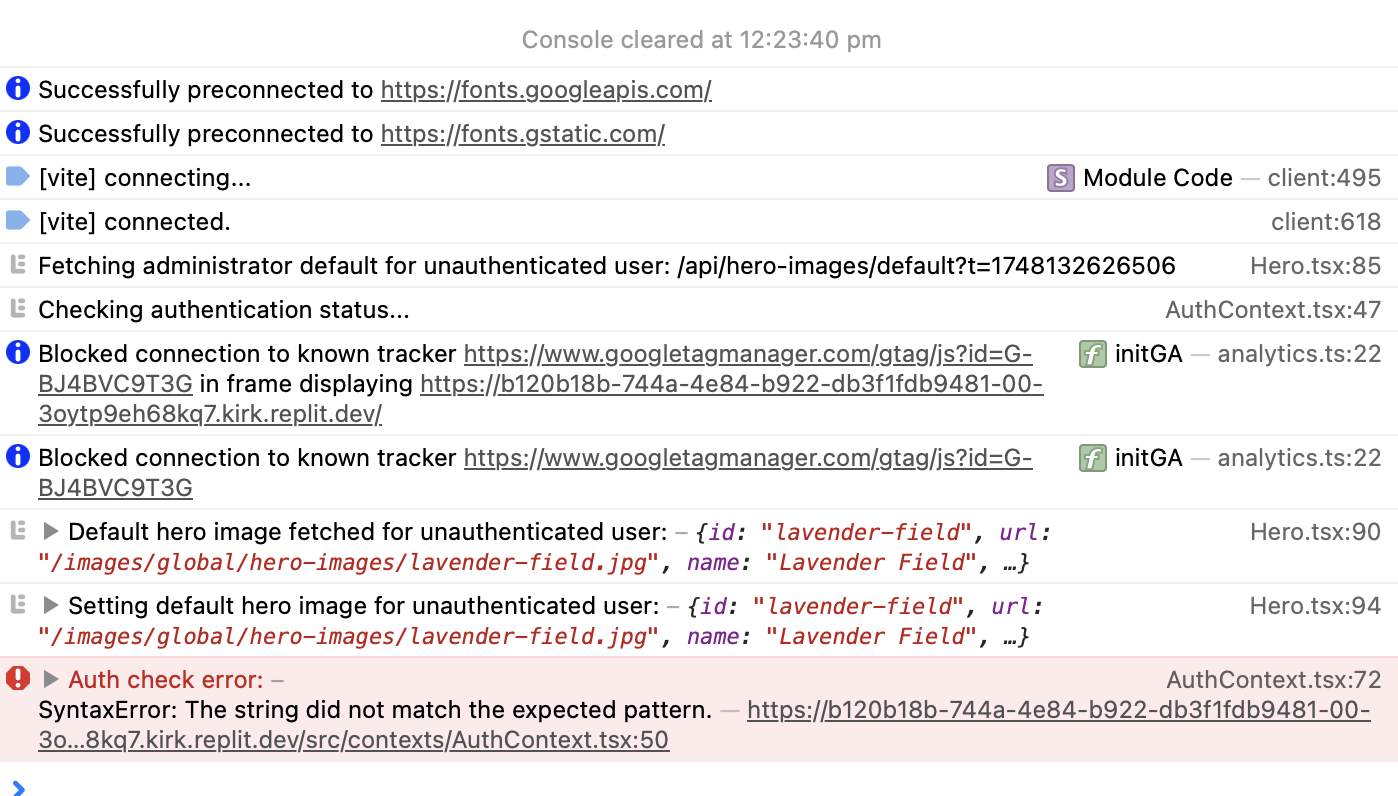 Console cleared at 12:23:40 pm
Successfully preconnected to https://fonts.googleapis.com/
Successfully preconnected to https://fonts.gstatic.com/
[vite] connecting... S Module Code — client:495
[vite] connected. client:618
Fetching administrator default for unauthenticated user: /api/hero-images/default?t=1748132626506 Hero.tsx:85
Checking authentication status... AuthContext.tsx:47
Blocked connection to known tracker https://www.googletagmanager.com/gtag/js?id=G- f initGA — analytics.ts:22
BJ4BVC9T3G in frame displaying https://b120b18b-744a-4e84-b922-db3f1fdb9481-00-
3oytp9eh68kq7.kirk.replit.dev/
Blocked connection to known tracker https://www.googletagmanager.com/gtag/js?id=G- f initGA — analytics.ts:22
BJ4BVC9T3G
Default hero image fetched for unauthenticated user: – {id: "lavender-field", url: Hero.tsx:90
"/images/global/hero-images/lavender-field.jpg", name: "Lavender Field", …}
Setting default hero image for unauthenticated user: – {id: "lavender-field", url: Hero.tsx:94
"/images/global/hero-images/lavender-field.jpg", name: "Lavender Field", …}
Auth check error: – AuthContext.tsx:72
SyntaxError: The string did not match the expected pattern. — https://b120b18b-744a-4e84-b922-db3f1fdb9481-00-
3o…8kq7.kirk.replit.dev/src/contexts/AuthContext.tsx:50